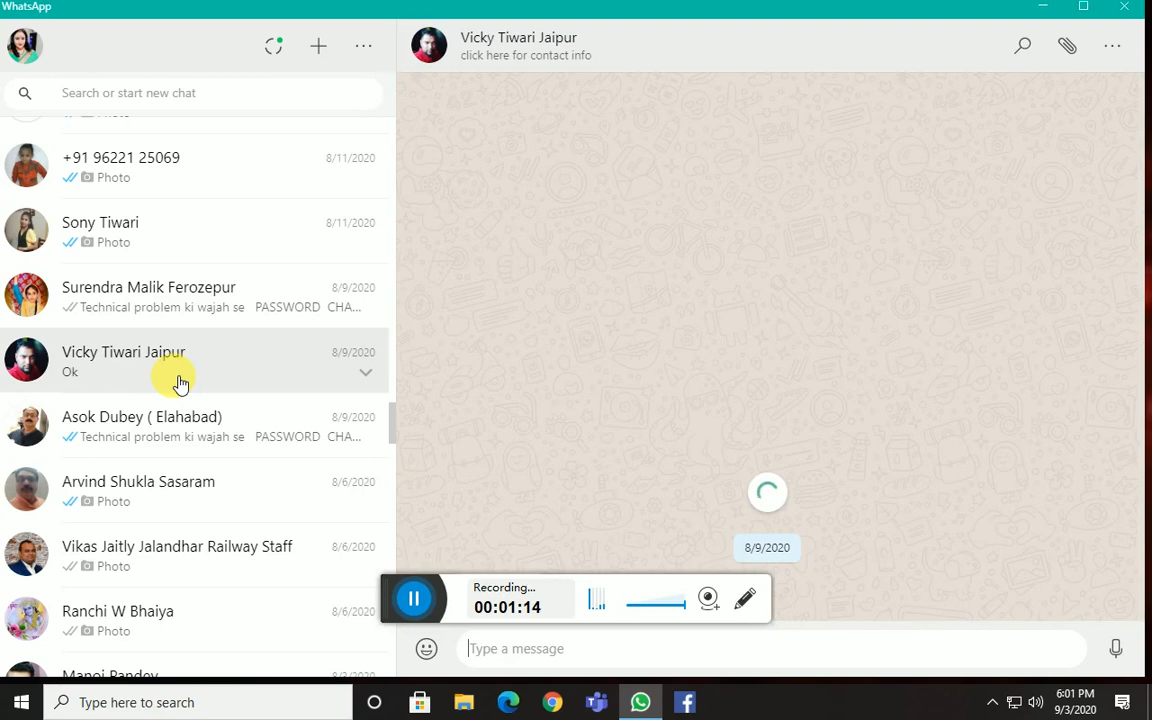 WhatsApp
Search or start new chat
Photo
+91 96221 25069
8/11/2020
Photo
Sony Tiwari
8/11/2020
Photo
Surendra Malik Ferozepur
8/9/2020
Technical problem ki wajah se PASSWORD CHA...
Vicky Tiwari Jaipur
8/9/2020
Ok
Asok Dubey ( Elahabad)
8/9/2020
Technical problem ki wajah se PASSWORD CHA...
Arvind Shukla Sasaram
8/6/2020
Photo
Vikas Jaitly Jalandhar Railway Staff
8/6/2020
Photo
Ranchi W Bhaiya
8/6/2020
Photo
Manoj Pandey
Vicky Tiwari Jaipur
click here for contact info
8/9/2020
Recording...
00:01:14
Type a message
Type here to search
6:01 PM
9/3/2020